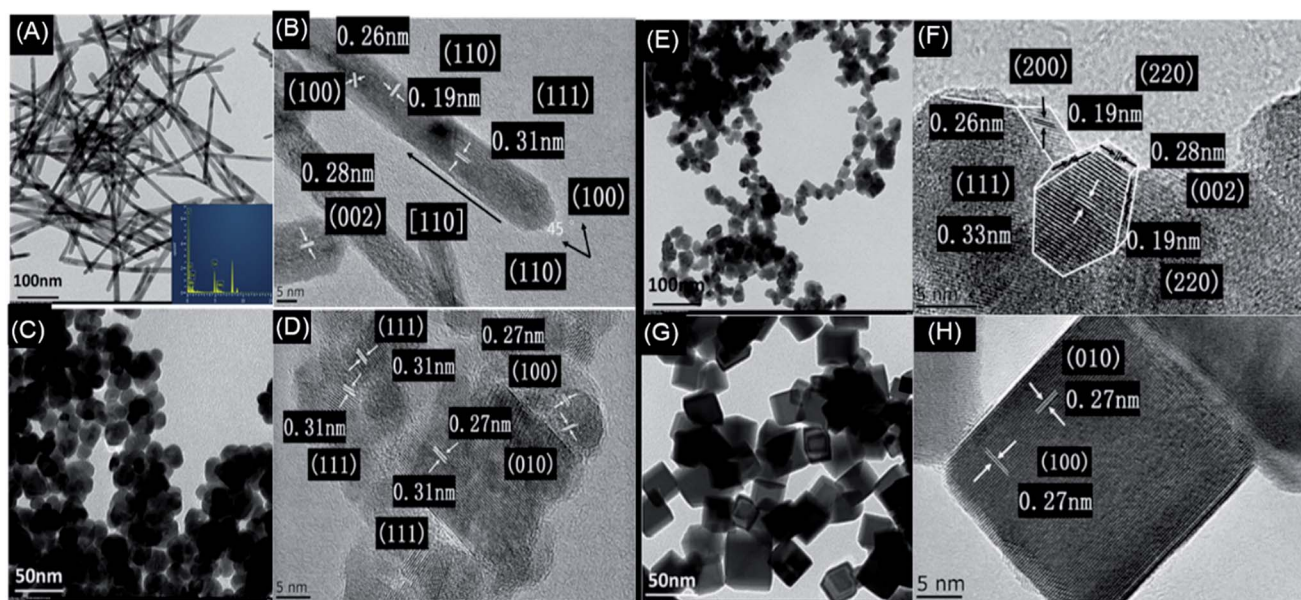 (A)
100nm
(B)
0.26nm
(110)
(100)
0.19nm
(111)
0.31nm
0.28nm
(002)
[110]
(100)
45
(110)
5 nm
(C)
50nm
(D)
(111)
0.27nm
0.31nm
(100)
0.31nm
0.27nm
(111)
(010)
0.31nm
(111)
5 nm
(E)
100nm
(F)
(200)
(220)
0.26nm
0.19nm
0.28nm
(111)
(002)
0.33nm
0.19nm
(220)
5 nm
(G)
50nm
(H)
(010)
0.27nm
(100)
0.27nm
5 nm